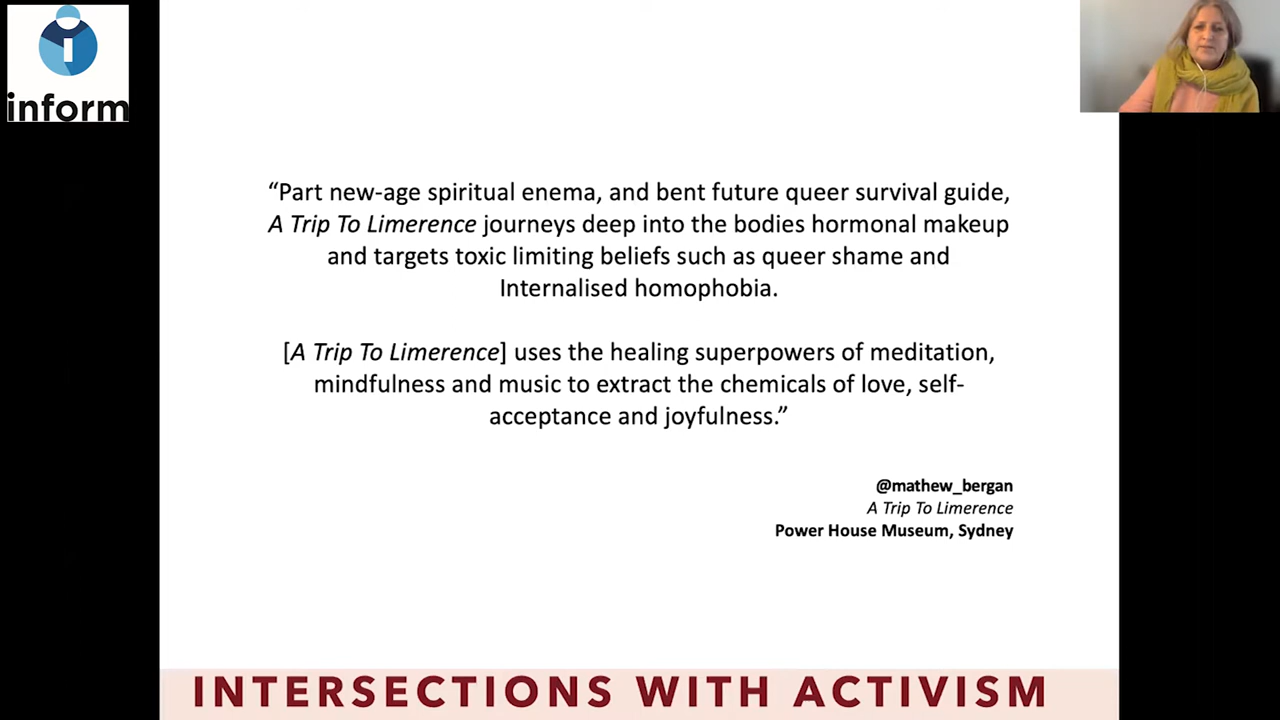 i
inform
“Part new-age spiritual enema, and bent future queer survival guide,
A Trip To Limerence journeys deep into the bodies hormonal makeup
and targets toxic limiting beliefs such as queer shame and
Internalised homophobia.
[A Trip To Limerence] uses the healing superpowers of meditation,
mindfulness and music to extract the chemicals of love, self-
acceptance and joyfulness.”
@mathew_bergan
A Trip To Limerence
Power House Museum, Sydney
INTERSECTIONS WITH ACTIVISM